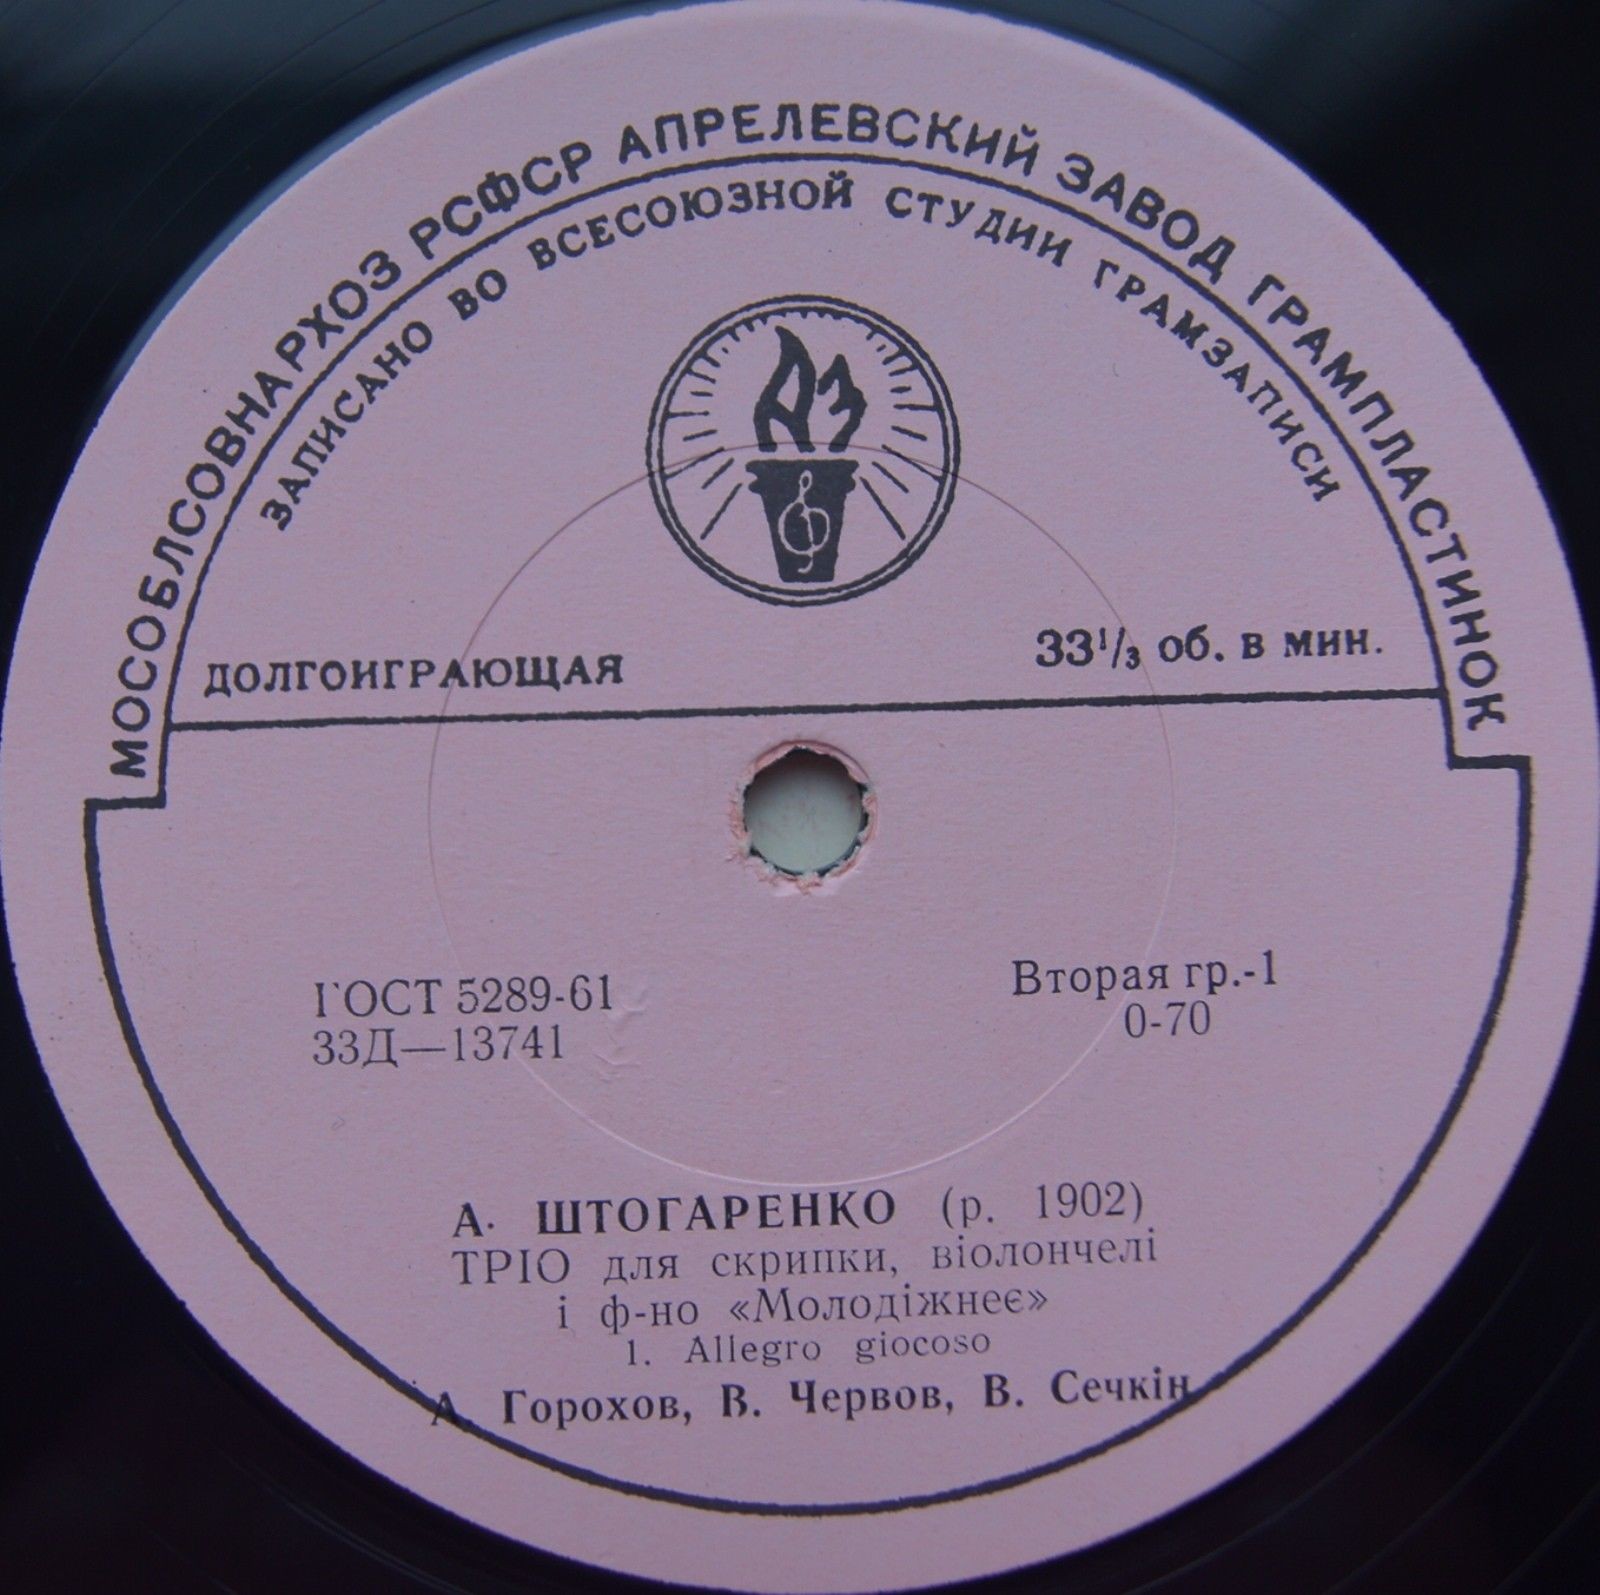 МОСОБЛСОВНАРХОЗ РСФСР АПРЕЛЕВСКИЙ ЗАВОД ГРАМПЛАСТИНОК
ЗАПИСАНО ВО ВСЕСОЮЗНОЙ СТУДИИ ГРАМЗАПИСИ
АЗ
ДОЛГОИГРАЮЩАЯ
33 1/3 об. в мин.
ГОСТ 5289-61
33Д—13741
Вторая гр.-1
0-70
А. ШТОГАРЕНКО (р. 1902)
ТРІО для скрипки, віолончелі
і ф-но «Молодіжнеє»
1. Allegro giocoso
А. Горохов, В. Червов, В. Сечкін